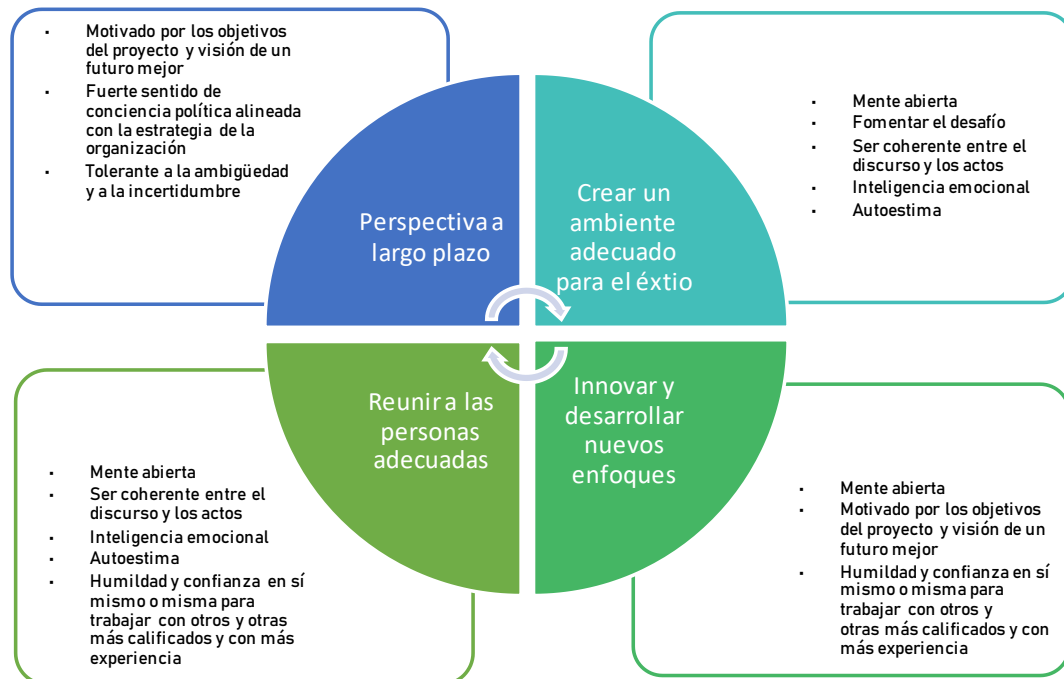 ▪ Motivado por los objetivos
del proyecto y visión de un
futuro mejor
▪ Fuerte sentido de
conciencia política alineada
con la estrategia de la
organización
▪ Tolerante a la ambigüedad
y a la incertidumbre
Perspectiva a
largo plazo
▪ Mente abierta
▪ Fomentar el desafío
▪ Ser coherente entre el
discurso y los actos
▪ Inteligencia emocional
▪ Autoestima
Crear un
ambiente
adecuado
para el éxtio
Reunir a las
personas
adecuadas
▪ Mente abierta
▪ Ser coherente entre el
discurso y los actos
▪ Inteligencia emocional
▪ Autoestima
▪ Humildad y confianza en sí
mismo o misma para
trabajar con otros y otras
más calificados y con más
experiencia
Innovar y
desarrollar
nuevos
enfoques
▪ Mente abierta
▪ Motivado por los objetivos
del proyecto y visión de un
futuro mejor
▪ Humildad y confianza en sí
mismo o misma para
trabajar con otros y
otras más calificados y con
más experiencia